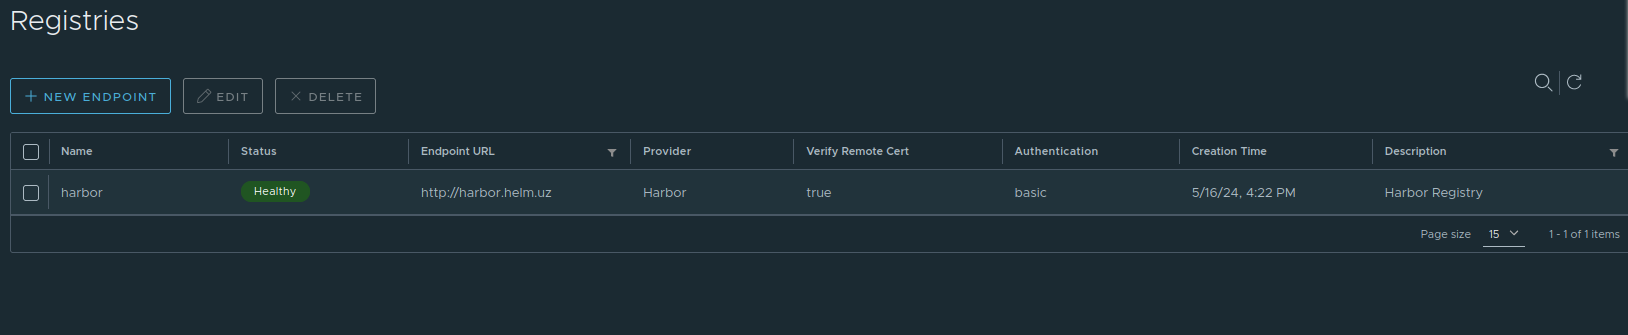 Registries
NEW ENDPOINT EDIT DELETE
Name Status Endpoint URL Provider Verify Remote Cert Authentication Creation Time Description
harbor Healthy http://harbor.helm.uz Harbor true basic 5/16/24, 4:22 PM Harbor Registry
Page size 15 1 - 1 of 1 items